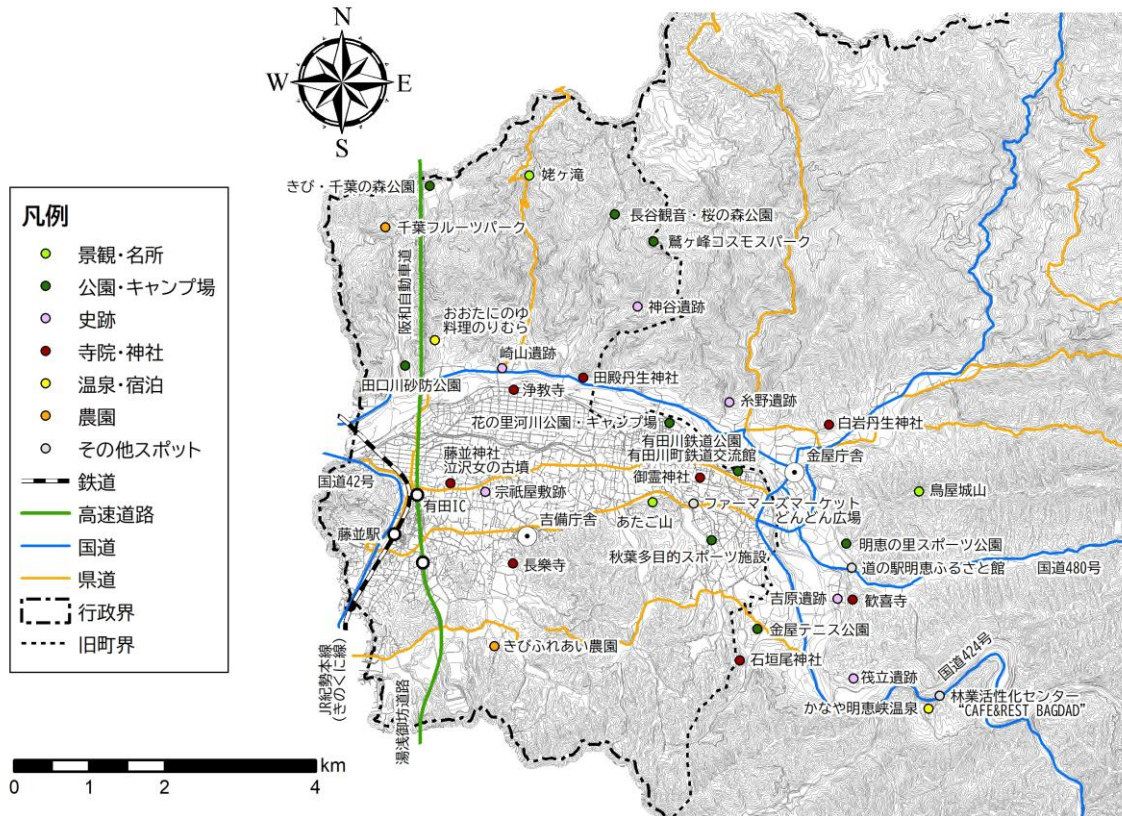 N
W
E
S
きび・千葉の森公園
姥ヶ滝
千葉フルーツパーク
長谷観音・桜の森公園
鷲ヶ峰コスモスパーク
阪和自動車道
神谷遺跡
おおたにのゆ
料理のりむら
崎山遺跡
田口川砂防公園
田殿丹生神社
浄教寺
糸野遺跡
花の里河川公園・キャンプ場
白岩丹生神社
有田川鉄道公園
有田川町鉄道交流館
金屋庁舎
藤並神社
泣沢女の古墳
国道42号
御霊神社
宗祇屋敷跡
鳥屋城山
有田IC
ファーマーズマーケット
どんどん広場
あたご山
藤並駅
吉備庁舎
秋葉多目的スポーツ施設
明恵の里スポーツ公園
長樂寺
道の駅明恵ふるさと館
国道480号
吉原遺跡
歓喜寺
金屋テニス公園
きびふれあい農園
石垣尾神社
JR紀勢本線
(きのくに線)
湯浅御坊道路
国道424号
筏立遺跡
林業活性化センター
“CAFE&REST BAGDAD”
かなや明恵峡温泉
凡例
景観・名所
公園・キャンプ場
史跡
寺院・神社
温泉・宿泊
農園
その他スポット
鉄道
高速道路
国道
県道
行政界
旧町界
km
0 1 2 4